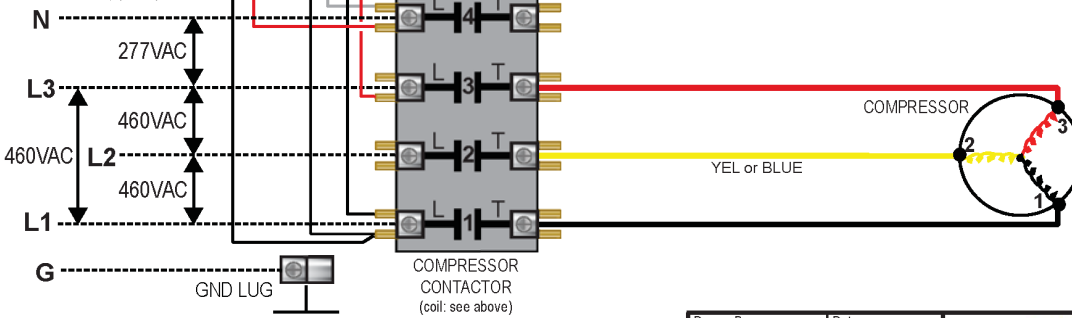 N
L T
4
277VAC
L3
L T
3
COMPRESSOR
3
460VAC
460VAC
L2
L T
2
2
YEL or BLUE
460VAC
L1
L T
1
1
G
GND LUG
COMPRESSOR
CONTACTOR
(coil: see above)